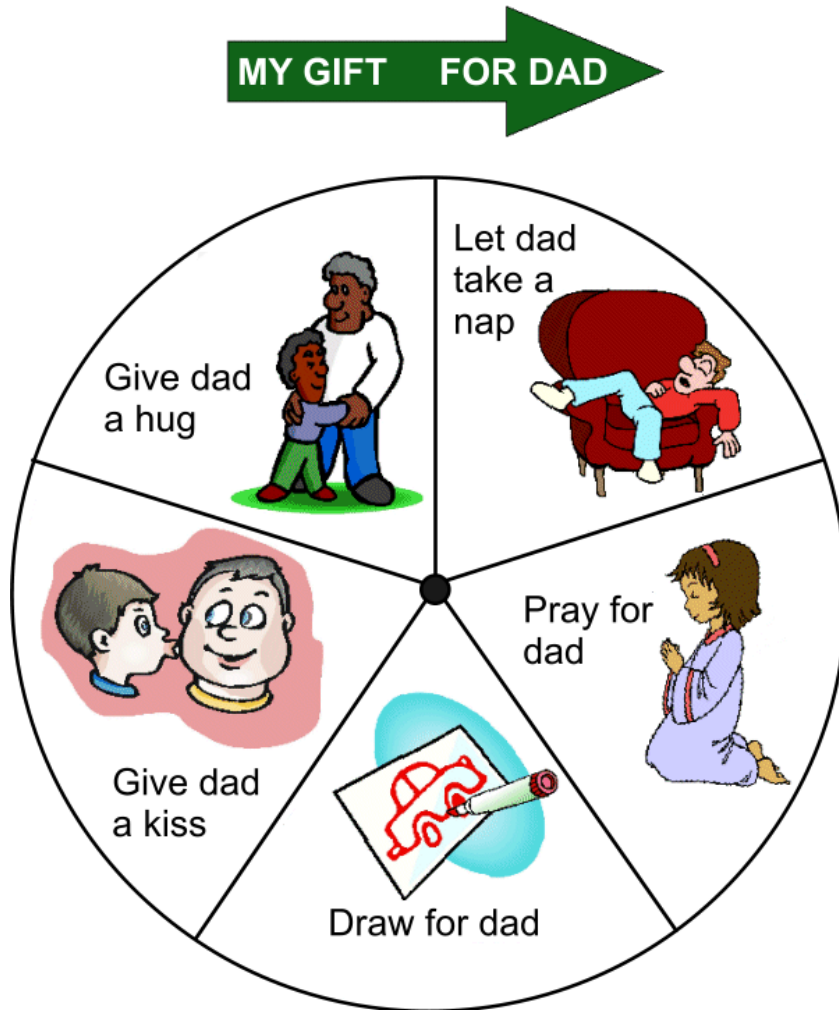 MY GIFT FOR DAD
Let dad
take a
nap
Give dad
a hug
Pray for
dad
Give dad
a kiss
Draw for dad